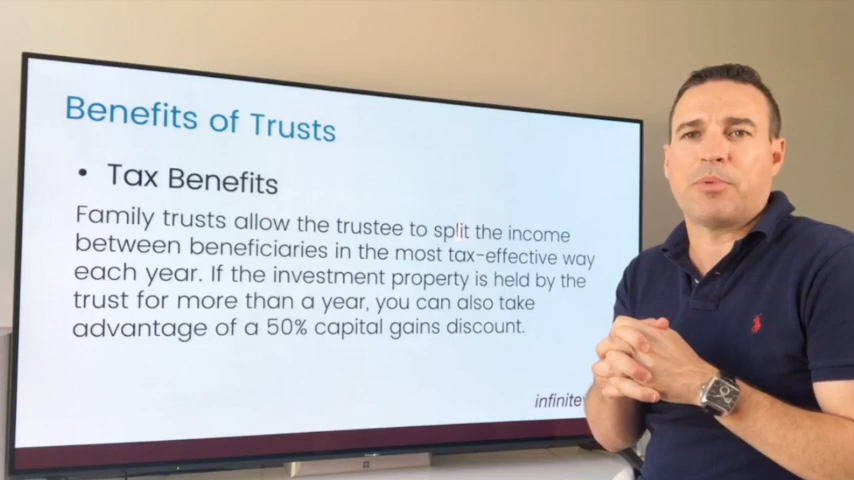 Benefits of Trusts
• Tax Benefits
Family trusts allow the trustee to split the income
between beneficiaries in the most tax-effective way
each year. If the investment property is held by the
trust for more than a year, you can also take
advantage of a 50% capital gains discount.
infinite